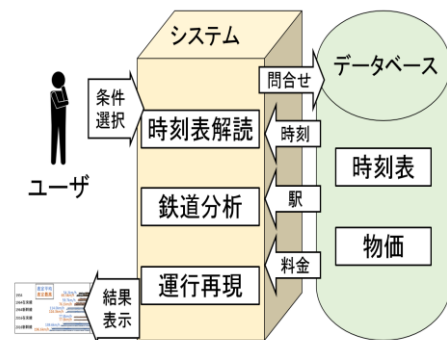 システム
データベース
条件
選択
問合せ
時刻表解読
時刻
時刻表
ユーザ
鉄道分析
駅
物価
運行再現
料金
結果
表示